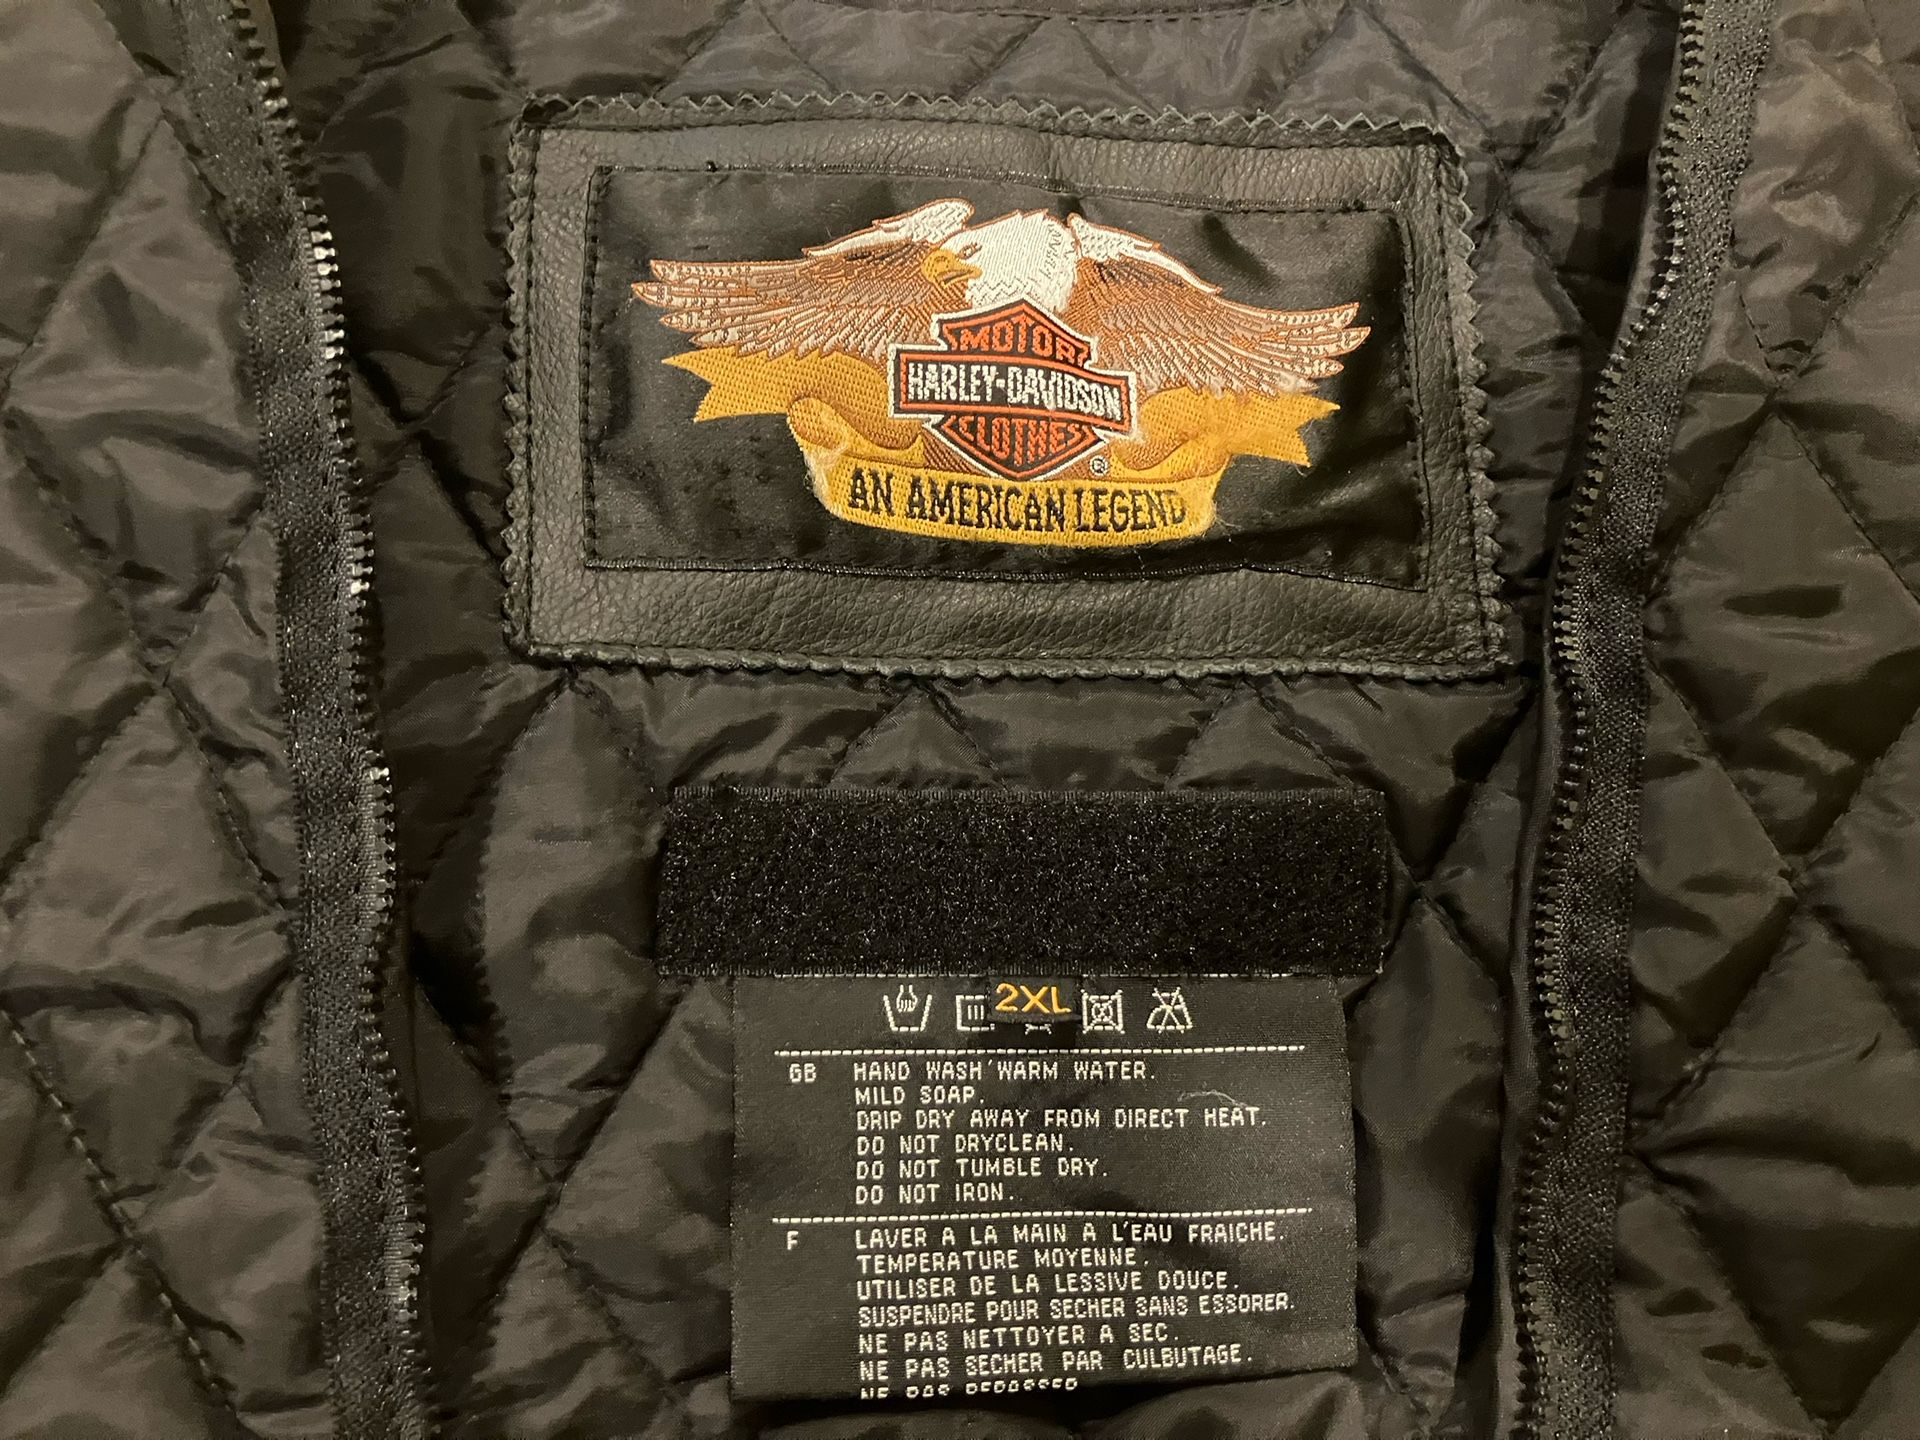 MOTOR
HARLEY-DAVIDSON
CLOTHES
®
AN AMERICAN LEGEND
2XL
GB HAND WASH WARM WATER.
MILD SOAP.
DRIP DRY AWAY FROM DIRECT HEAT.
DO NOT DRYCLEAN.
DO NOT TUMBLE DRY.
DO NOT IRON.
F LAVER A LA MAIN A L'EAU FRAICHE.
TEMPERATURE MOYENNE.
UTILISER DE LA LESSIVE DOUCE.
SUSPENDRE POUR SECHER SANS ESSORER.
NE PAS NETTOYER A SEC.
NE PAS SECHER PAR CULBUTAGE.
NE PAS REPASSER